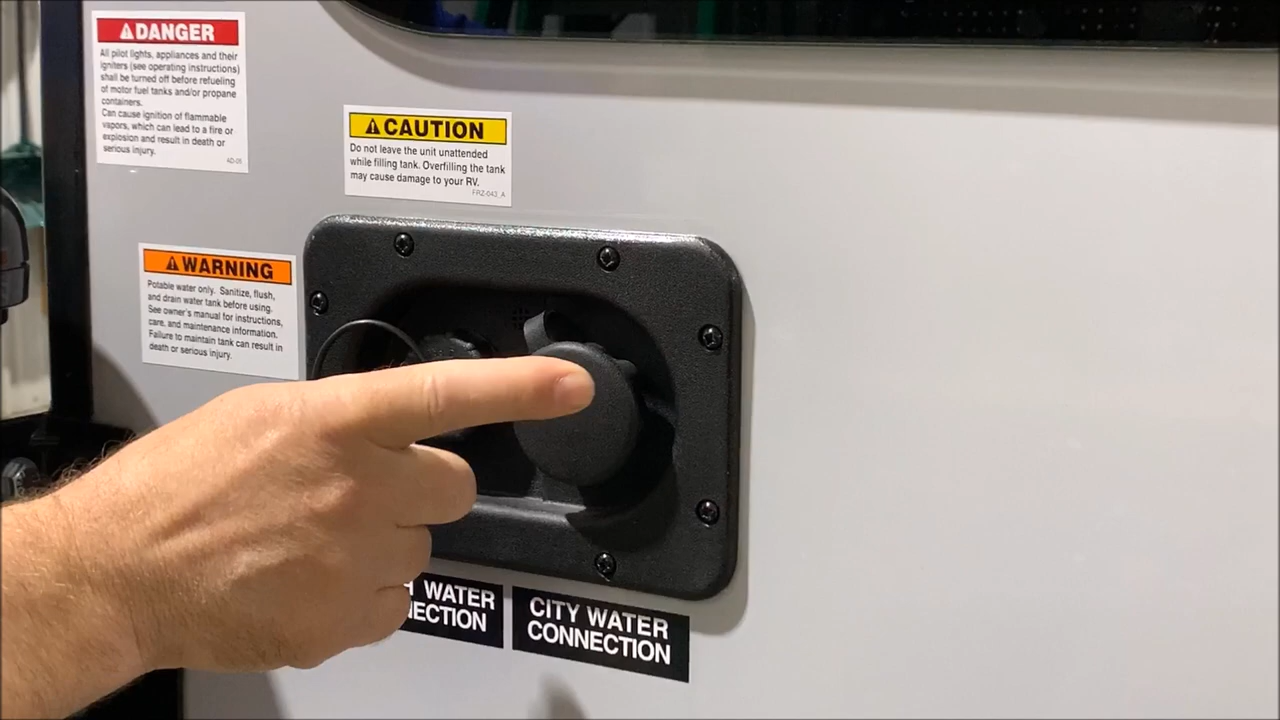 DANGER
All pilot lights, appliances and their
igniters (see operating instructions)
shall be turned off before refueling
of motor fuel tanks and/or propane
containers.
Can cause ignition of flammable
vapors, which can lead to a fire or
explosion and result in death or
serious injury.
CAUTION
Do not leave the unit unattended
while filling tank. Overfilling the tank
may cause damage to your RV.
FRZ-043 A
WARNING
Potable water only. Sanitize, flush,
and drain water tank before using.
See owner's manual for instructions,
care, and maintenance information.
Failure to maintain tank can result in
death or serious injury.
WATER
CITY WATER
CONNECTION